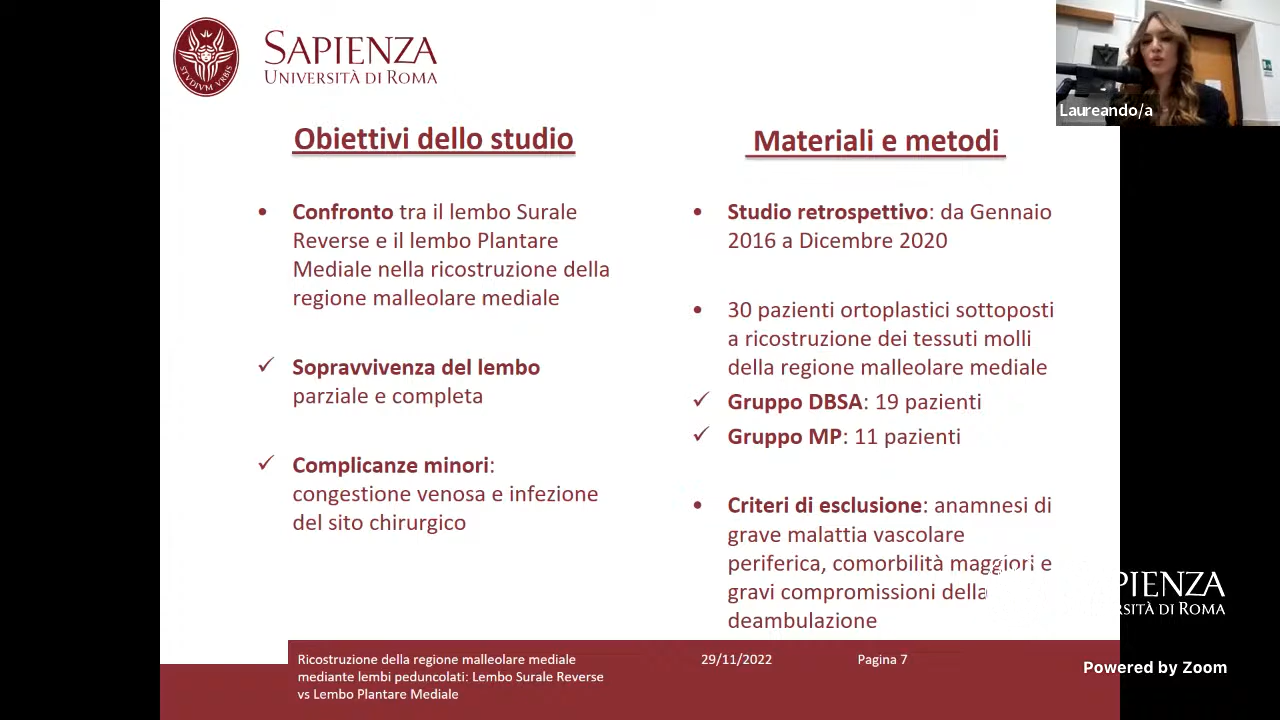 SAPIENZA
UNIVERSITÀ DI ROMA
STVDIVM VRBIS
Laureando/a
Obiettivi dello studio
• Confronto tra il lembo Surale
Reverse e il lembo Plantare
Mediale nella ricostruzione della
regione malleolare mediale
✓ Sopravvivenza del lembo
parziale e completa
✓ Complicanze minori:
congestione venosa e infezione
del sito chirurgico
Materiali e metodi
• Studio retrospettivo: da Gennaio
2016 a Dicembre 2020
• 30 pazienti ortoplastici sottoposti
a ricostruzione dei tessuti molli
della regione malleolare mediale
✓ Gruppo DBSA: 19 pazienti
✓ Gruppo MP: 11 pazienti
• Criteri di esclusione: anamnesi di
grave malattia vascolare
periferica, comorbilità maggiori e
gravi compromissioni della
deambulazione
PIENZA
RSITÀ DI ROMA
Ricostruzione della regione malleolare mediale
mediante lembi peduncolati: Lembo Surale Reverse
vs Lembo Plantare Mediale
29/11/2022
Pagina 7
Powered by Zoom